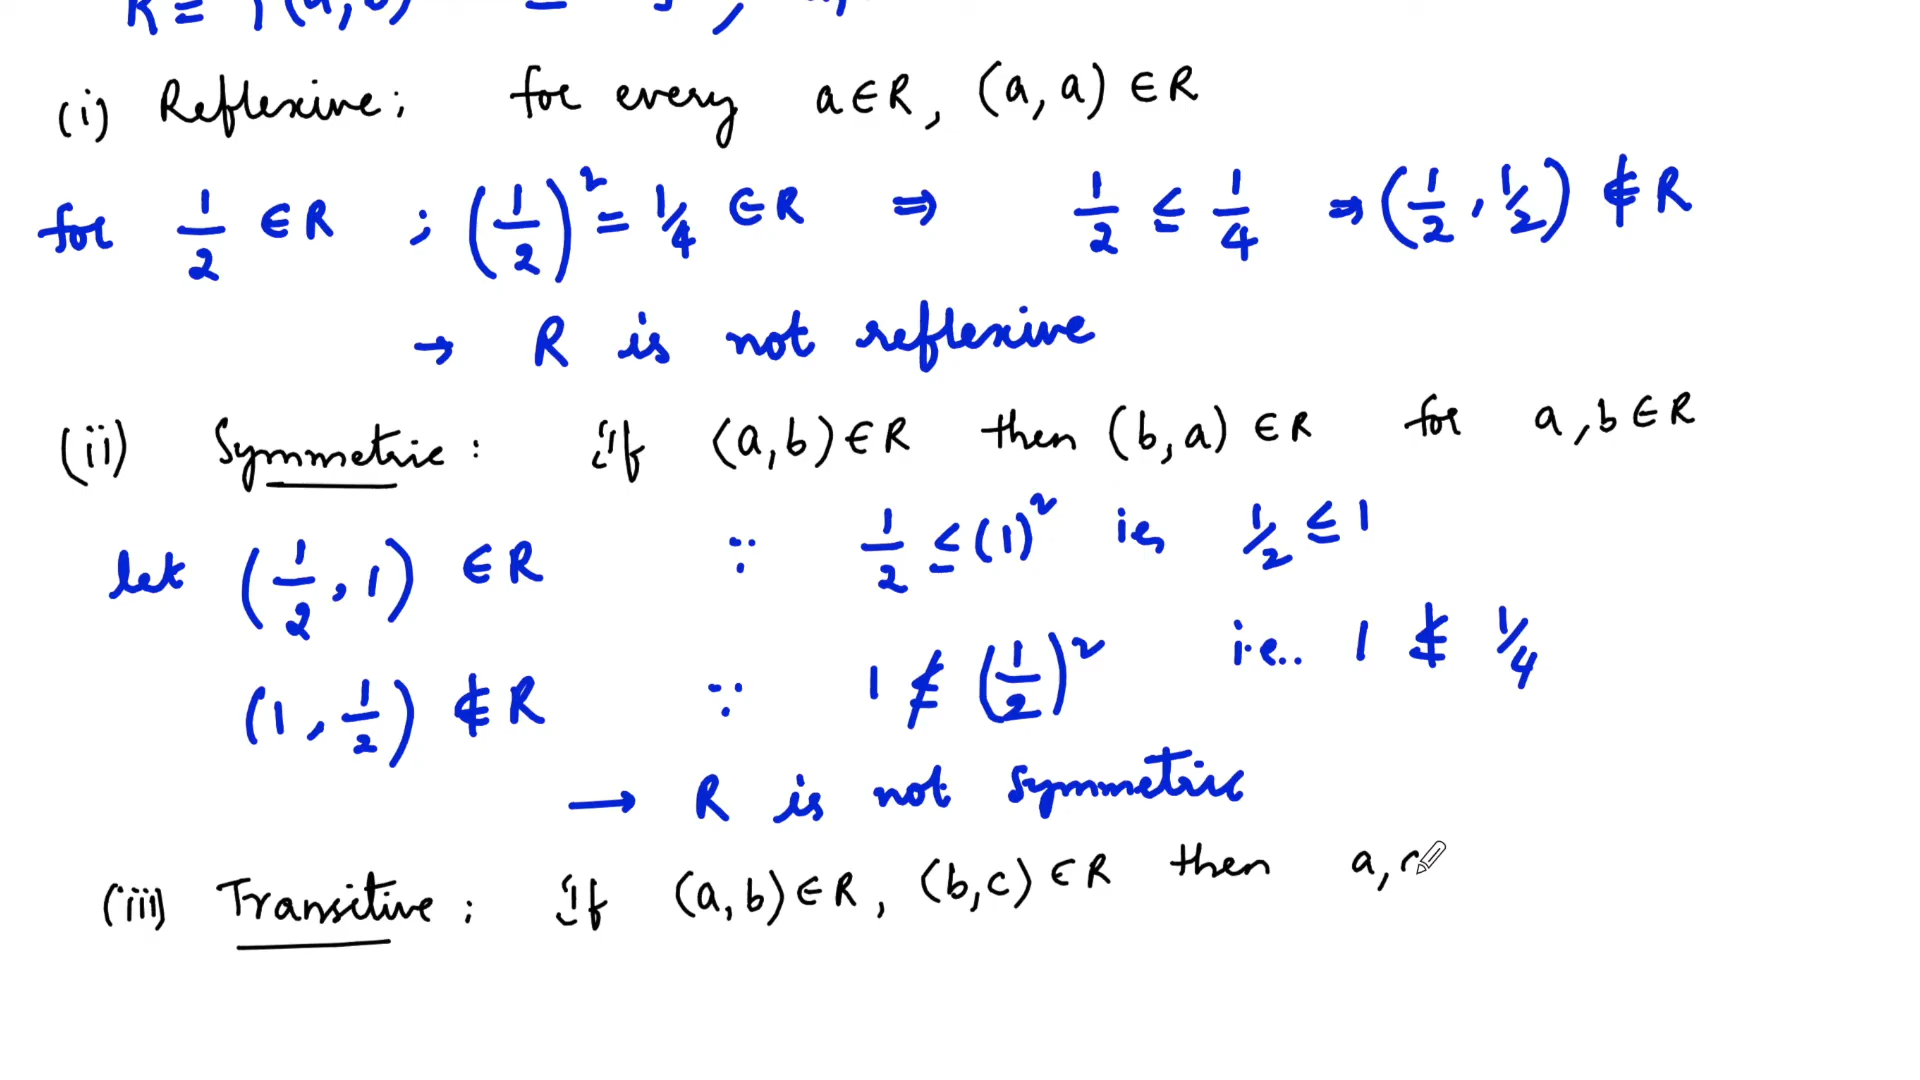 (i) Reflexive; for every a∈R, (a,a) ∈R
for 1/2 ∈R ; (1/2)² = 1/4 ∈R ⇒ 1/2 ≤ 1/4 ⇒ (1/2, 1/2) ∉ R
→ R is not reflexive
(ii) Symmetric: if (a,b)∈R then (b,a) ∈R for a,b∈R
let (1/2, 1) ∈R ∵ 1/2 ≤(1)² ie, 1/2 ≤ 1
(1, 1/2) ∉R ∵ 1 ≰ (1/2)² i.e.. 1 ≰ 1/4
→ R is not symmetric
(iii) Transitive; if (a,b)∈R, (b,c)∈R then a,